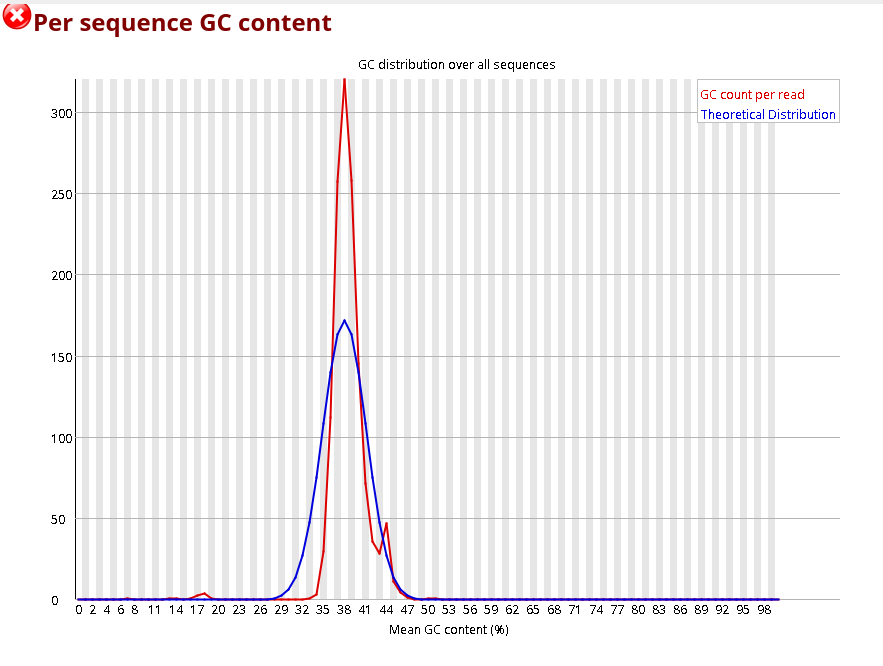 Per sequence GC content
GC distribution over all sequences
GC count per read
Theoretical Distribution
300
250
200
150
100
50
0
0 2 4 6 8 11 14 17 20 23 26 29 32 35 38 41 44 47 50 53 56 59 62 65 68 71 74 77 80 83 86 89 92 95 98
Mean GC content (%)